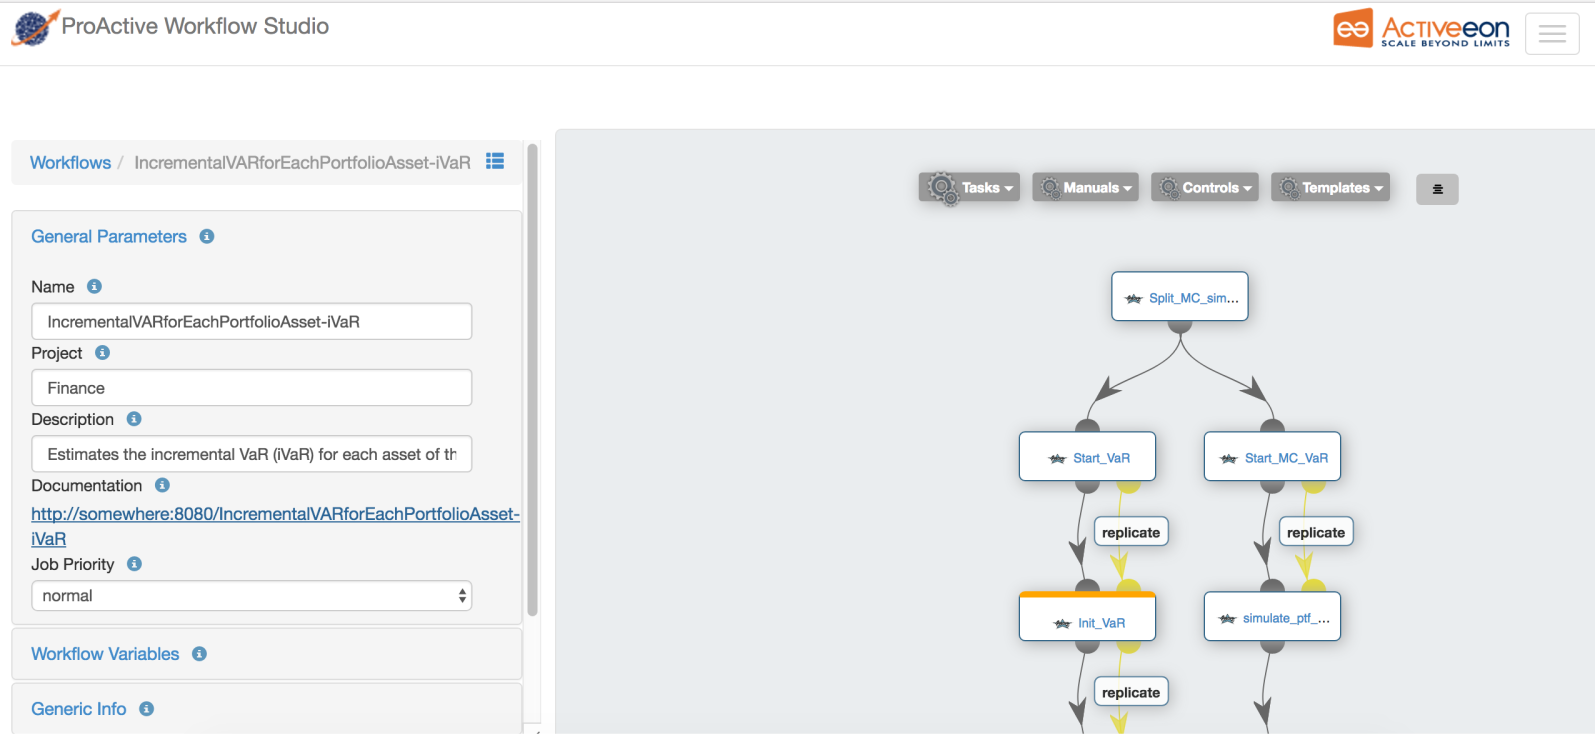 ProActive Workflow Studio
Activeeon
SCALE BEYOND LIMITS
Workflows / IncrementalVARforEachPortfolioAsset-iVaR
General Parameters
Name
IncrementalVARforEachPortfolioAsset-iVaR
Project
Finance
Description
Estimates the incremental VaR (iVaR) for each asset of th
Documentation
http://somewhere:8080/IncrementalVARforEachPortfolioAsset-
iVaR
Job Priority
normal
Workflow Variables
Generic Info
Tasks
Manuals
Controls
Templates
Split_MC_sim...
Start_VaR
Start_MC_VaR
replicate
replicate
Init_VaR
simulate_ptf_...
replicate